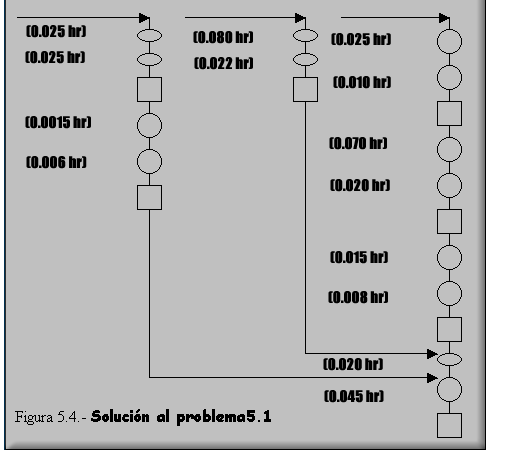 (0.025 hr)
(0.025 hr)
(0.0015 hr)
(0.006 hr)
(0.080 hr)
(0.022 hr)
(0.025 hr)
(0.010 hr)
(0.070 hr)
(0.020 hr)
(0.015 hr)
(0.008 hr)
(0.020 hr)
(0.045 hr)
Figura 5.4.- Solución al problema5.1